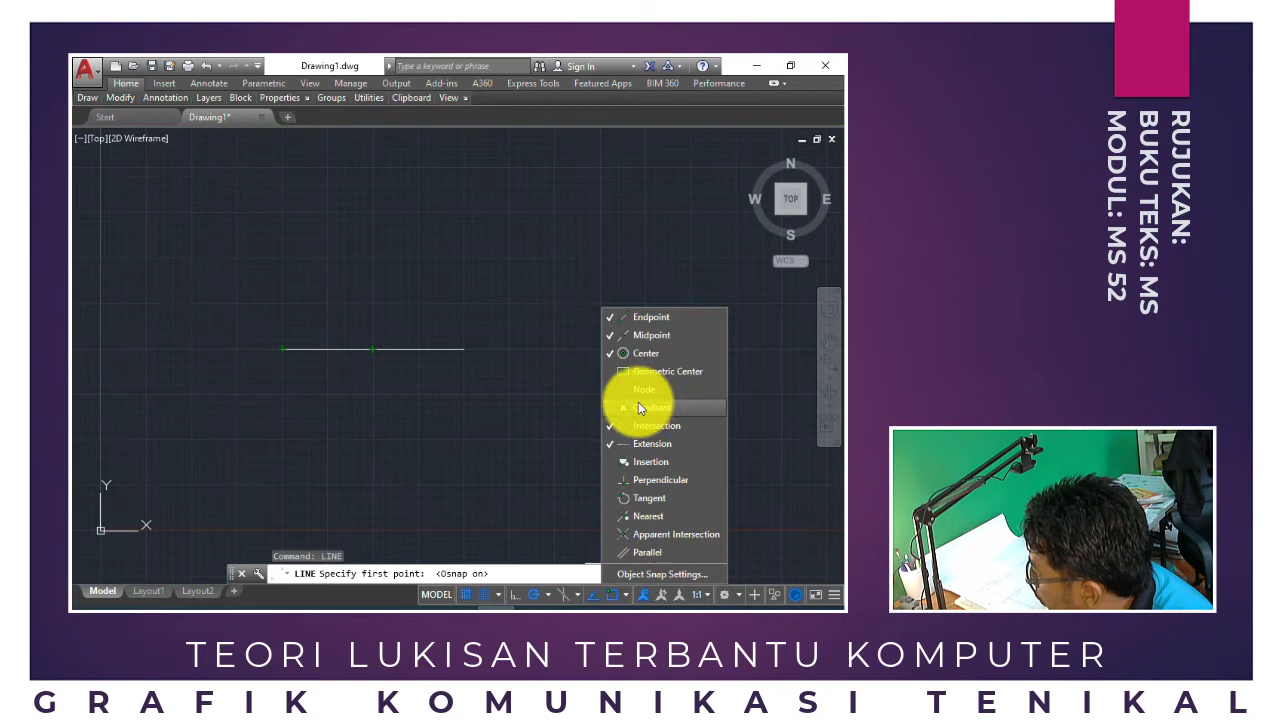 Drawing1.dwg
Type a keyword or phrase
Sign In
Home Insert Annotate Parametric View Manage Output Add-ins A360 Express Tools Featured Apps BIM 360 Performance
Draw Modify Annotation Layers Block Properties Groups Utilities Clipboard View
Start Drawing1*
[−][Top][2D Wireframe]
N
W TOP E
S
WCS
Endpoint
Midpoint
Center
Geometric Center
Node
Quadrant
Intersection
Extension
Insertion
Perpendicular
Tangent
Nearest
Apparent Intersection
Parallel
Object Snap Settings...
Y
X
Command: LINE
LINE Specify first point: <Osnap on>
Model Layout1 Layout2 +
MODEL 1:1
RUJUKAN:
BUKU TEKS: MS
MODUL: MS 52
TEORI LUKISAN TERBANTU KOMPUTER
GRAFIK KOMUNIKASI TENIKAL